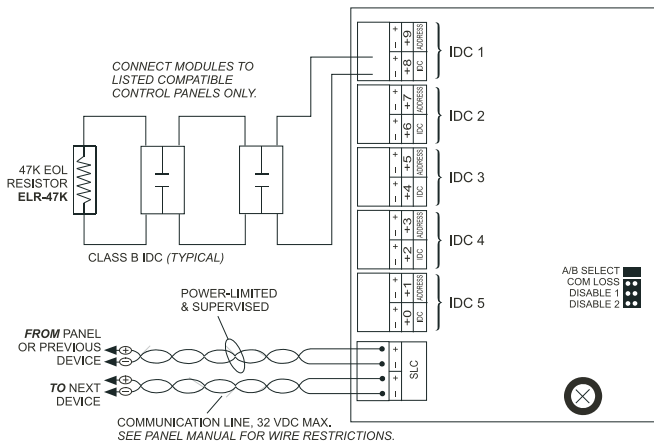 CONNECT MODULES TO
LISTED COMPATIBLE
CONTROL PANELS ONLY.
47K EOL
RESISTOR
ELR-47K
CLASS B IDC (TYPICAL)
POWER-LIMITED
& SUPERVISED
FROM PANEL
OR PREVIOUS
DEVICE
+
–
TO NEXT
DEVICE
+
–
COMMUNICATION LINE, 32 VDC MAX.
SEE PANEL MANUAL FOR WIRE RESTRICTIONS.
+ – +9 ADDRESS
+ – +8 IDC
IDC 1
+ – +7 ADDRESS
+ – +6 IDC
IDC 2
+ – +5 ADDRESS
+ – +4 IDC
IDC 3
+ – +3 ADDRESS
+ – +2 IDC
IDC 4
+ – +1 ADDRESS
+ – +0 IDC
IDC 5
+ – + – SLC
A/B SELECT
COM LOSS
DISABLE 1
DISABLE 2